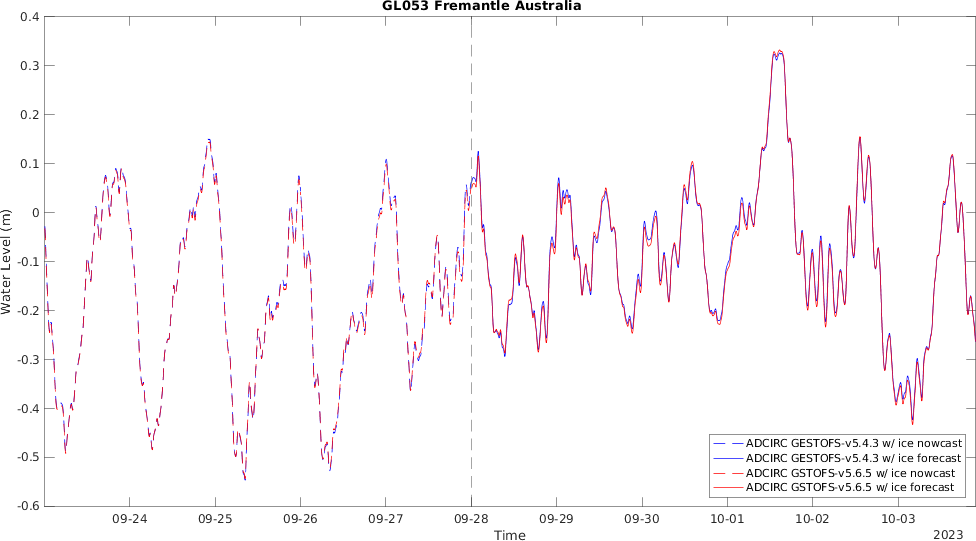 GL053 Fremantle Australia
0.4
0.3
0.2
0.1
0
-0.1
-0.2
-0.3
-0.4
-0.5
-0.6
Water Level (m)
ADCIRC GESTOFS-v5.4.3 w/ ice nowcast
ADCIRC GESTOFS-v5.4.3 w/ ice forecast
ADCIRC GSTOFS-v5.6.5 w/ ice nowcast
ADCIRC GSTOFS-v5.6.5 w/ ice forecast
09-24 09-25 09-26 09-27 09-28 09-29 09-30 10-01 10-02 10-03
Time
2023